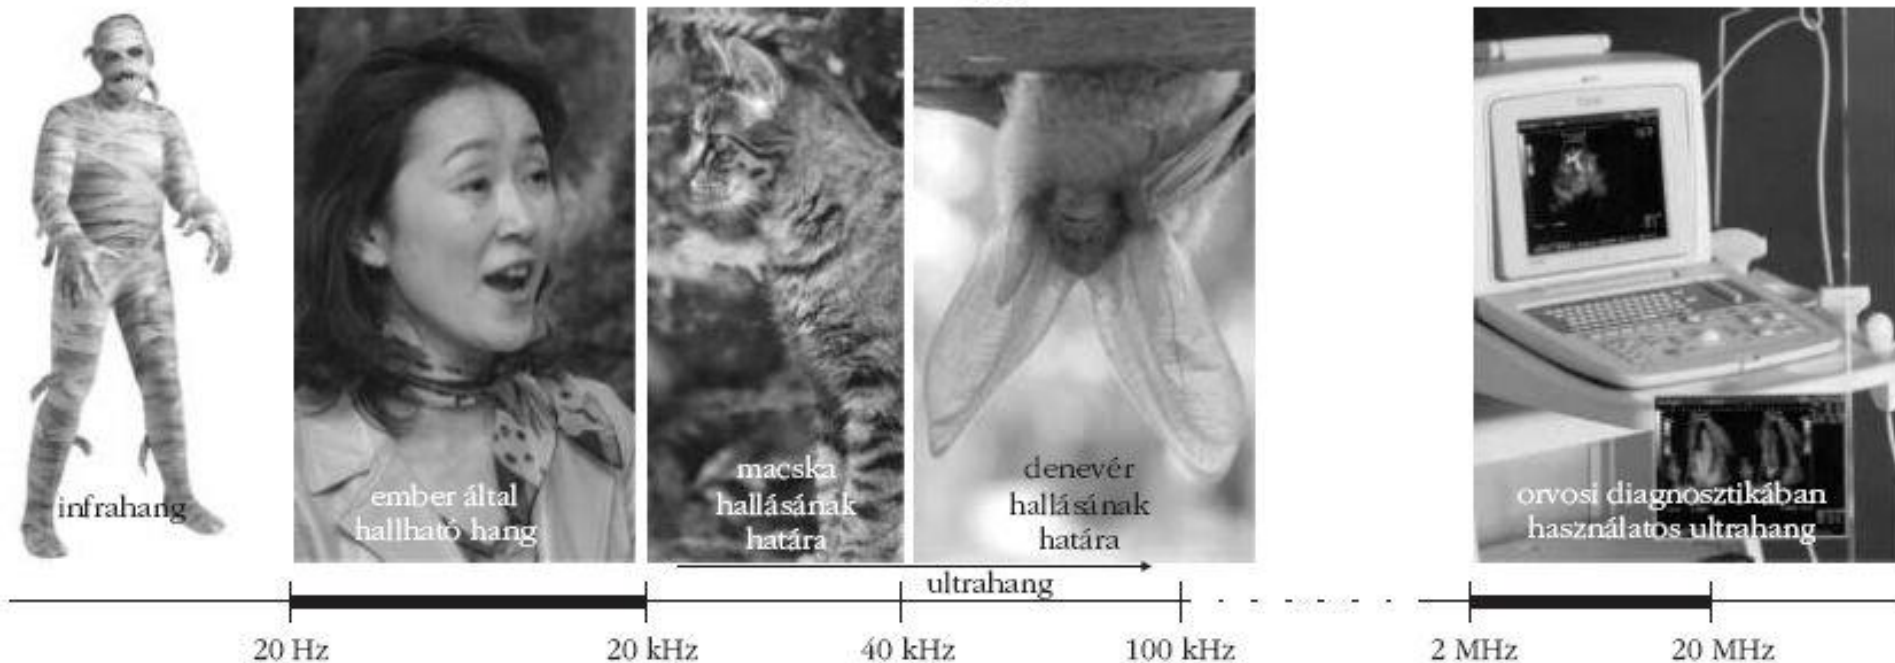 infrahang
ember által
hallható hang
macska
hallásának
határa
denevér
hallásának
határa
orvosi diagnosztikában
használatos ultrahang
ultrahang
20 Hz
20 kHz
40 kHz
100 kHz
2 MHz
20 MHz